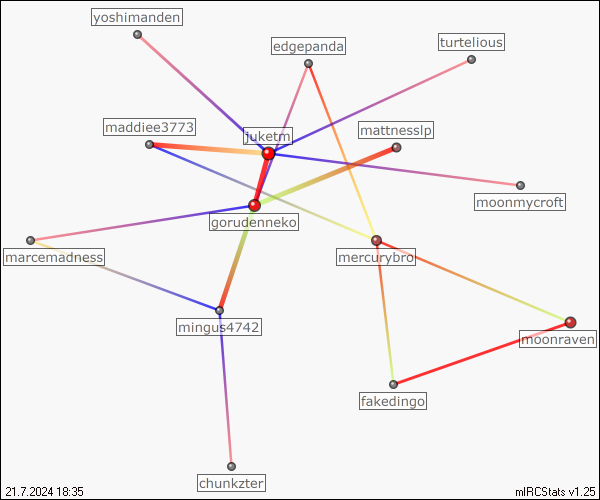 yoshimanden
edgepanda
turtelious
maddiee3773
juketm
mattnesslp
moonmycroft
gorudenneko
marcemadness
mercurybro
mingus4742
moonraven
fakedingo
chunkzter
21.7.2024 18:35
mIRCStats v1.25